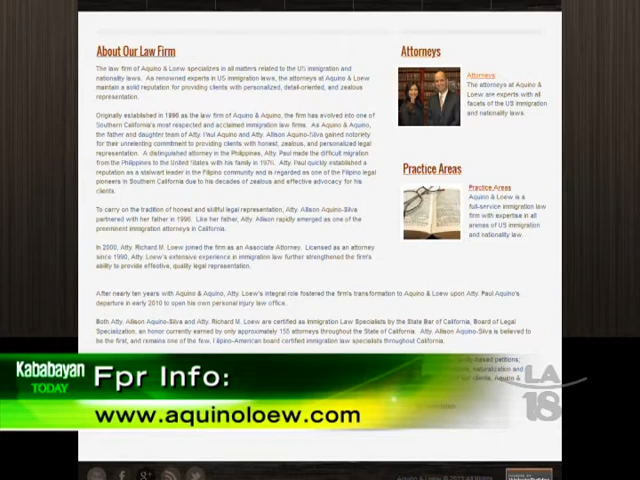 About Our Law Firm
The law firm of Aquino & Loew specializes in all matters related to the US immigration and
nationality laws. As renowned experts in US immigration laws, the attorneys at Aquino & Loew
maintain a solid reputation for providing clients with personalized, detail-oriented, and zealous
representation.
Originally established in 1996 as the law firm of Aquino & Aquino, the firm has evolved into one of
Southern California's most respected and acclaimed immigration law firms. As Aquino & Aquino,
the father and daughter team of Atty. Paul Aquino and Atty. Allison Aquino-Silva gained notoriety
for their unrelenting commitment to providing clients with honest, zealous, and personalized legal
representation. A distinguished attorney in the Philippines, Atty. Paul made the difficult migration
from the Philippines to the United States with his family in 1976. Atty. Paul quickly established a
reputation as a stalwart leader in the Filipino community and is regarded as one of the Filipino legal
pioneers in Southern California due to his decades of zealous and effective advocacy for his
clients.
To carry on the tradition of honest and skillful legal representation, Atty. Allison Aquino-Silva
partnered with her father in 1996. Like her father, Atty. Allison rapidly emerged as one of the
preeminent immigration attorneys in California.
In 2000, Atty. Richard M. Loew joined the firm as an Associate Attorney. Licensed as an attorney
since 1990, Atty. Loew's extensive experience in immigration law further strengthened the firm's
ability to provide effective, quality legal representation.
After nearly ten years with Aquino & Aquino, Atty. Loew's integral role fostered the firm's transformation to Aquino & Loew upon Atty. Paul Aquino's
departure in early 2010 to open his own personal injury law office.
Both Atty. Allison Aquino-Silva and Atty. Richard M. Loew are certified as Immigration Law Specialists by the State Bar of California, Board of Legal
Specialization, an honor currently earned by only approximately 155 attorneys throughout the State of California. Atty. Allison Aquino-Silva is believed to
be the first, and remains one of the few, Filipino-American board certified immigration law specialists throughout California.
Attorneys
Attorneys
The attorneys at Aquino &
Loew are experts with all
facets of the US immigration
and nationality laws.
Practice Areas
Practice Areas
Aquino & Loew is a
full-service immigration law
firm with expertise in all
areas of US immigration
and nationality law.
family-based petitions;
naturalization and
our clients, Aquino &
Kababayan
TODAY
Fpr Info:
www.aquinoloew.com
LA
18